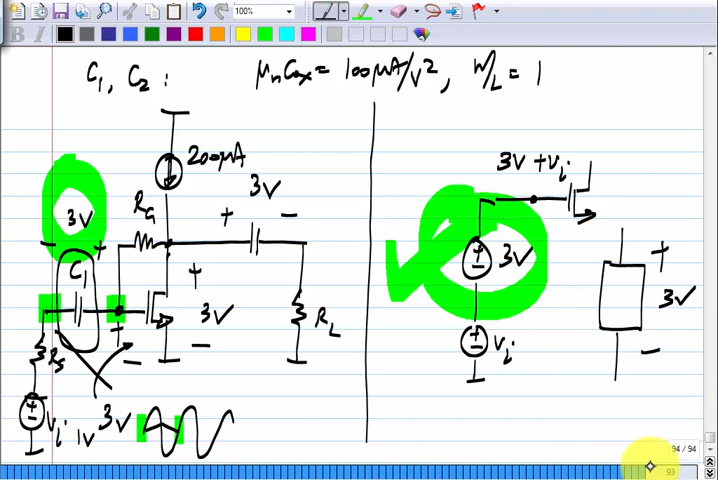 100%
B I
C1, C2 : μnCox = 100μA/V², W/L = 1
200μA
3V + Vi
3V
RG
+ −
3V
− +
C1
+
3V
−
+
−
RS
RL
+
−
Vi
1V
3V
+
−
3V
+
−
Vi
+
3V
−
94 / 94
93